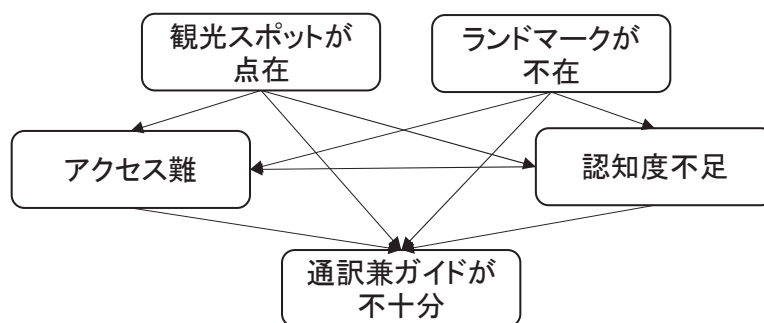 観光スポットが
点在
ランドマークが
不在
アクセス難
認知度不足
通訳兼ガイドが
不十分